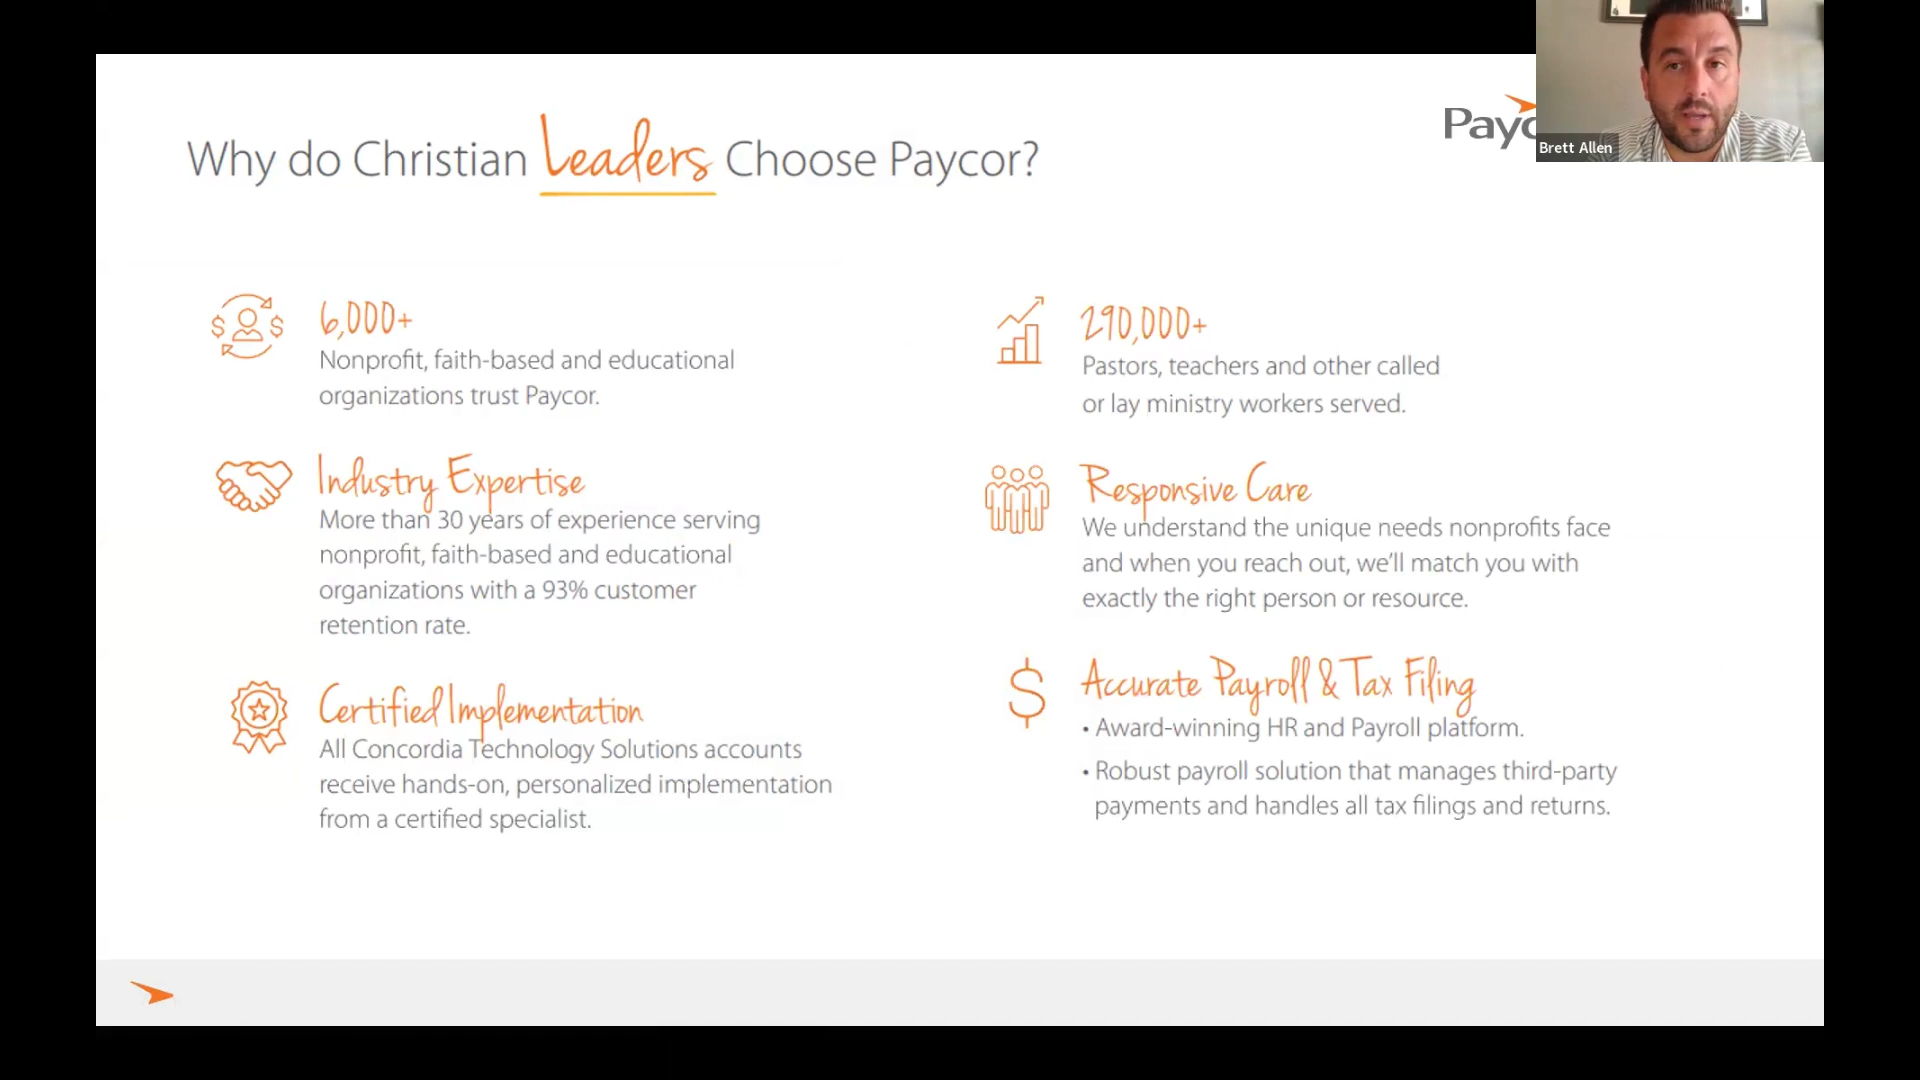 Why do Christian Leaders Choose Paycor?
Payc
Brett Allen
6,000+
Nonprofit, faith-based and educational
organizations trust Paycor.
Industry Expertise
More than 30 years of experience serving
nonprofit, faith-based and educational
organizations with a 93% customer
retention rate.
Certified Implementation
All Concordia Technology Solutions accounts
receive hands-on, personalized implementation
from a certified specialist.
290,000+
Pastors, teachers and other called
or lay ministry workers served.
Responsive Care
We understand the unique needs nonprofits face
and when you reach out, we’ll match you with
exactly the right person or resource.
Accurate Payroll & Tax Filing
• Award-winning HR and Payroll platform.
• Robust payroll solution that manages third-party
payments and handles all tax filings and returns.